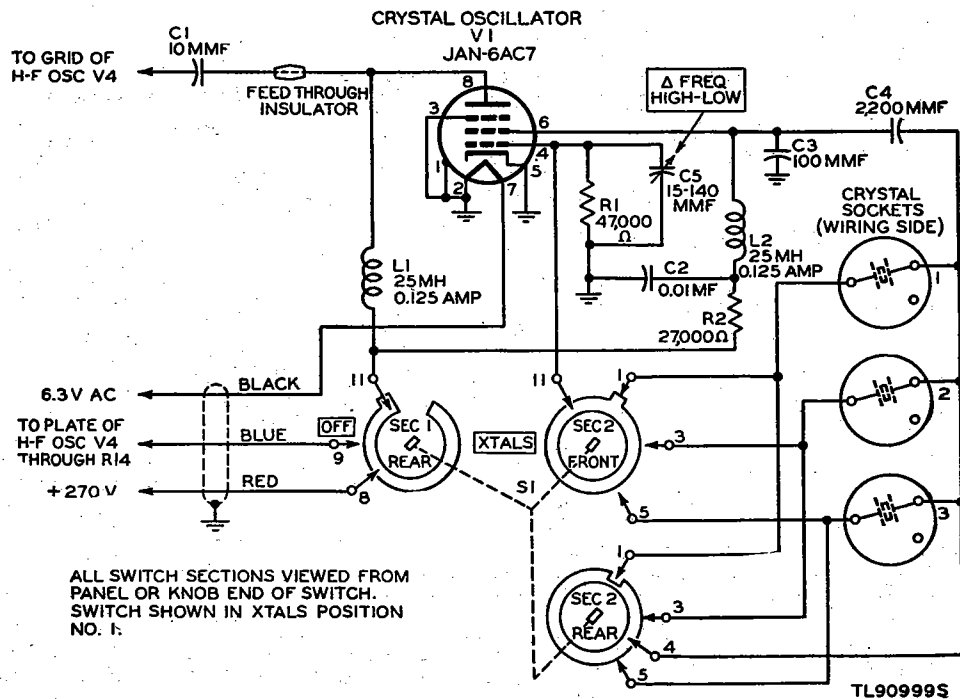 CRYSTAL OSCILLATOR
V1
JAN-6AC7
C1
10 MMF
TO GRID OF
H-F OSC V4
FEED THROUGH
INSULATOR
8
3
6
4
1
2
7
5
Δ FREQ
HIGH-LOW
C5
15-140
MMF
R1
47,000
Ω
C4
2,200 MMF
C3
100 MMF
CRYSTAL
SOCKETS
(WIRING SIDE)
L2
25 MH
0.125 AMP
C2
0.01 MF
R2
27,000Ω
L1
25 MH
0.125 AMP
1
2
3
6.3V AC
BLACK
TO PLATE OF
H-F OSC V4
THROUGH R14
BLUE
+270 V
RED
OFF
11
9
8
SEC 1
REAR
XTALS
11
1
3
5
SEC 2
FRONT
S1
1
3
4
5
SEC 2
REAR
ALL SWITCH SECTIONS VIEWED FROM
PANEL OR KNOB END OF SWITCH.
SWITCH SHOWN IN XTALS POSITION
NO. 1.
TL90999S